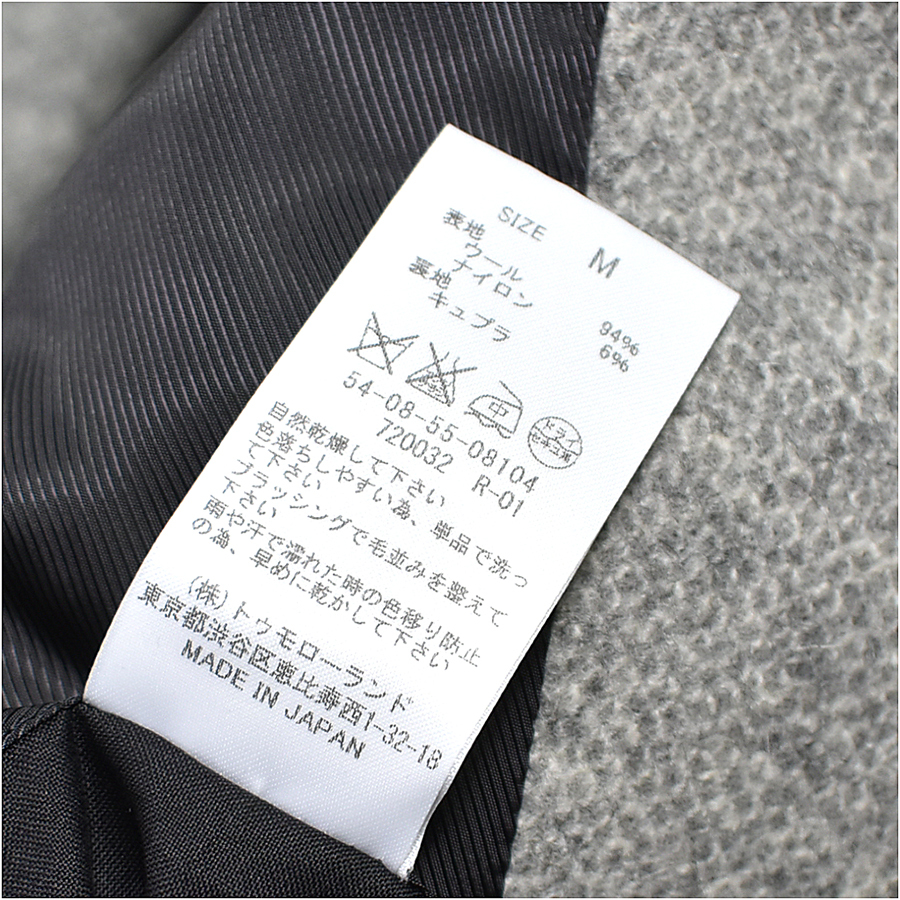 SIZE M
表地
ウール 94%
ナイロン 6%
裏地
キュプラ
中
ドライ
セキユ系
54-08-55-08104
720032 R-01
自然乾燥して下さい
色落ちしやすい為、単品で洗っ
て下さい
ブラッシングで毛並みを整えて
下さい
雨や汗で濡れた時の色移り防止
の為、早めに乾かして下さい
(株)トゥモローランド
東京都渋谷区恵比寿西1-32-18
MADE IN JAPAN